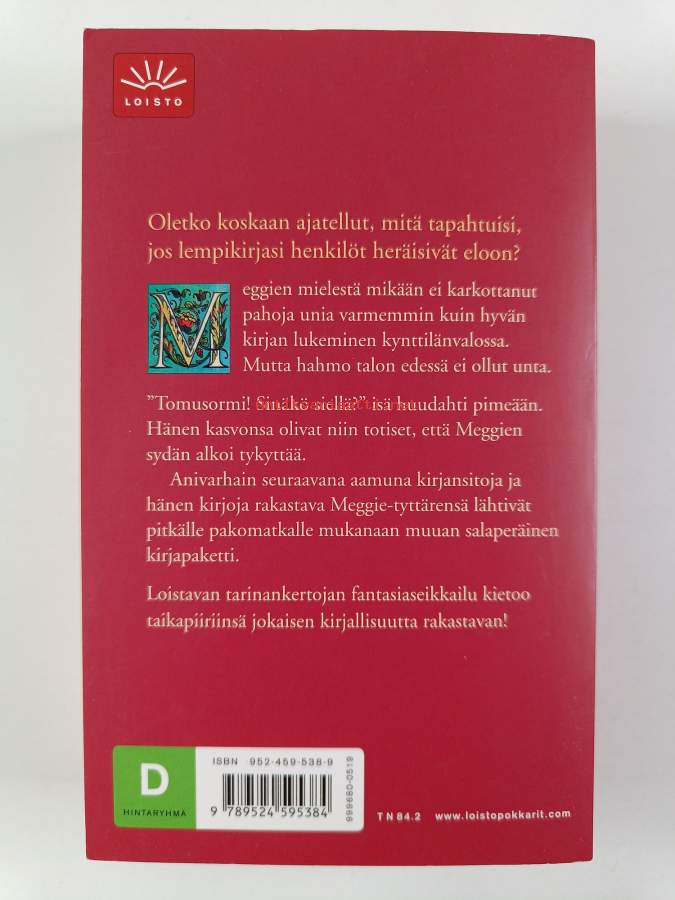 LOISTO
Oletko koskaan ajatellut, mitä tapahtuisi,
jos lempikirjasi henkilöt heräisivät eloon?
Meggien mielestä mikään ei karkottanut
pahoja unia varmemmin kuin hyvän
kirjan lukeminen kynttilänvalossa.
Mutta hahmo talon edessä ei ollut unta.
”Tomusormi! Sinäkö siellä?” isä huudahti pimeään.
Hänen kasvonsa olivat niin totiset, että Meggien
sydän alkoi tykyttää.
Anivarhain seuraavana aamuna kirjansitoja ja
hänen kirjoja rakastava Meggie-tyttärensä lähtivät
pitkälle pakomatkalle mukanaan muuan salaperäinen
kirjapaketti.
Loistavan tarinankertojan fantasiaseikkailu kietoo
taikapiiriinsä jokaisen kirjallisuutta rakastavan!
D
HINTARYHMÄ
ISBN 952-459-538-9
9 789524 595384
999680-0519
TN 84.2 www.loistopokkarit.com